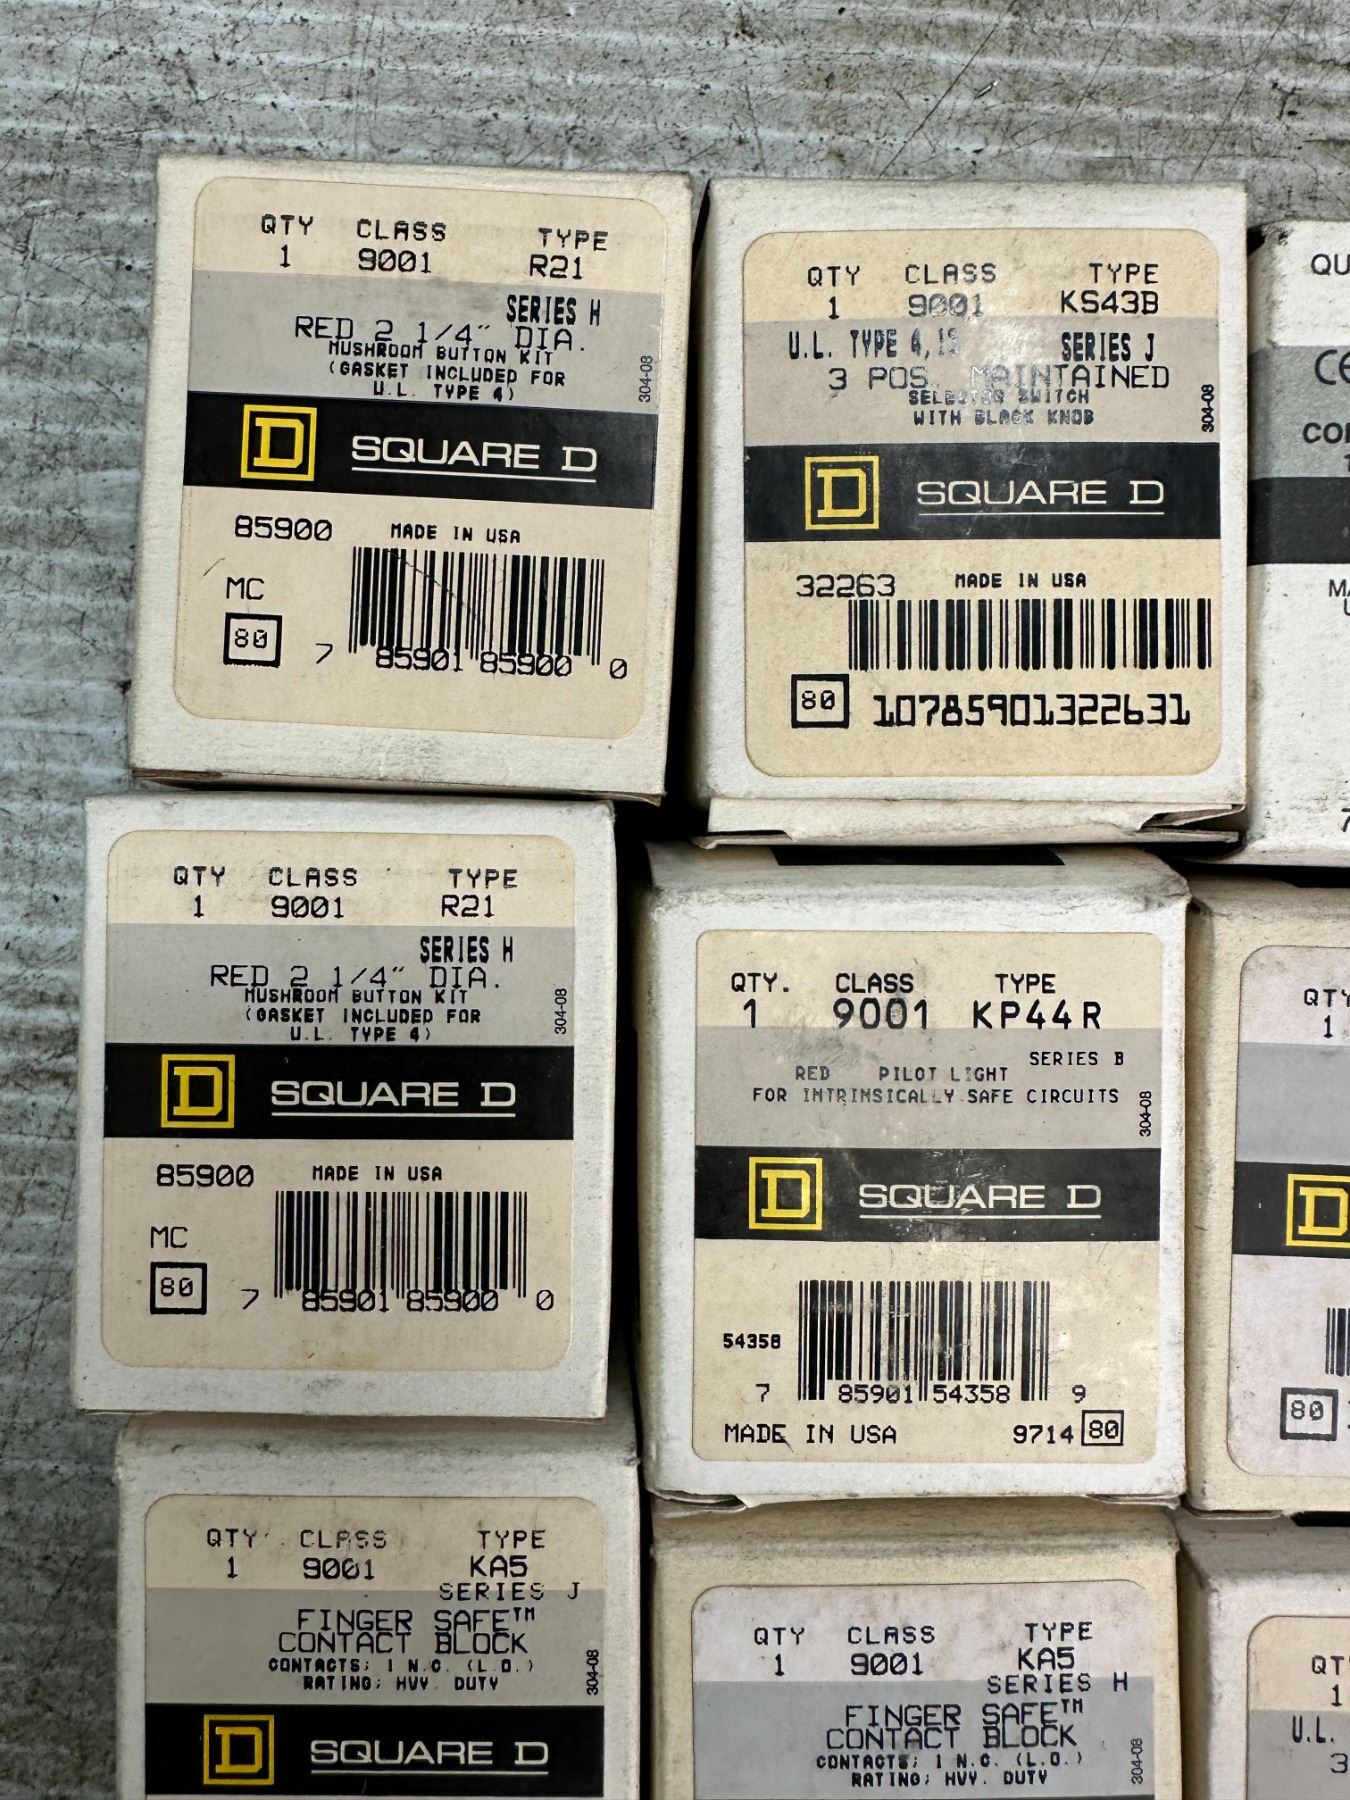 QTY CLASS TYPE
1 9001 R21
SERIES H
RED 2 1/4" DIA.
MUSHROOM BUTTON KIT
(GASKET INCLUDED FOR
U.L. TYPE 4)
304-08
D SQUARE D
85900 MADE IN USA
MC
80
7 85901 85900 0
QTY CLASS TYPE
1 9001 KS43B
U.L. TYPE 4,13 SERIES J
3 POS. MAINTAINED
SELECTOR SWITCH
WITH BLACK KNOB
304-08
D SQUARE D
32263 MADE IN USA
80 10785901322631
QU
CE
QTY CLASS TYPE
1 9001 R21
SERIES H
RED 2 1/4" DIA.
MUSHROOM BUTTON KIT
(GASKET INCLUDED FOR
U.L. TYPE 4)
304-08
D SQUARE D
85900 MADE IN USA
MC
80
7 85901 85900 0
QTY. CLASS TYPE
1 9001 KP44R
SERIES B
RED PILOT LIGHT
FOR INTRINSICALLY SAFE CIRCUITS
304-08
D SQUARE D
54358
7 85901 54358 9
MADE IN USA 9714 80
QTY
1
D
80
QTY CLASS TYPE
1 9001 KA5
SERIES J
FINGER SAFE™
CONTACT BLOCK
CONTACTS; 1 N.C. (L.O.)
RATING; HVY. DUTY
304-08
D SQUARE D
QTY CLASS TYPE
1 9001 KA5
SERIES H
FINGER SAFE™
CONTACT BLOCK
CONTACTS; 1 N.C. (L.O.)
RATING; HVY. DUTY
304-08
QT
1
U.L.
3